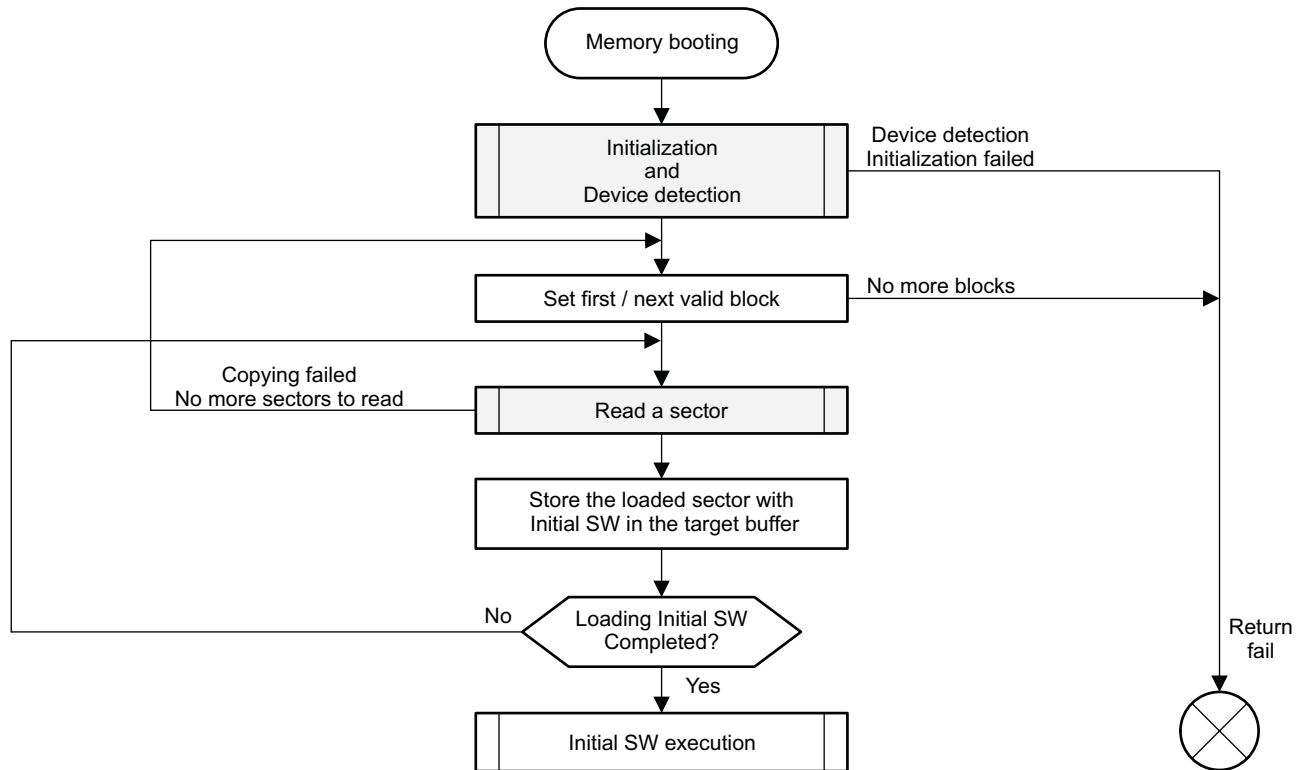 Memory booting
Initialization
and
Device detection
Device detection
Initialization failed
Set first / next valid block
No more blocks
Copying failed
No more sectors to read
Read a sector
Store the loaded sector with
Initial SW in the target buffer
No
Loading Initial SW
Completed?
Return
fail
Yes
Initial SW execution